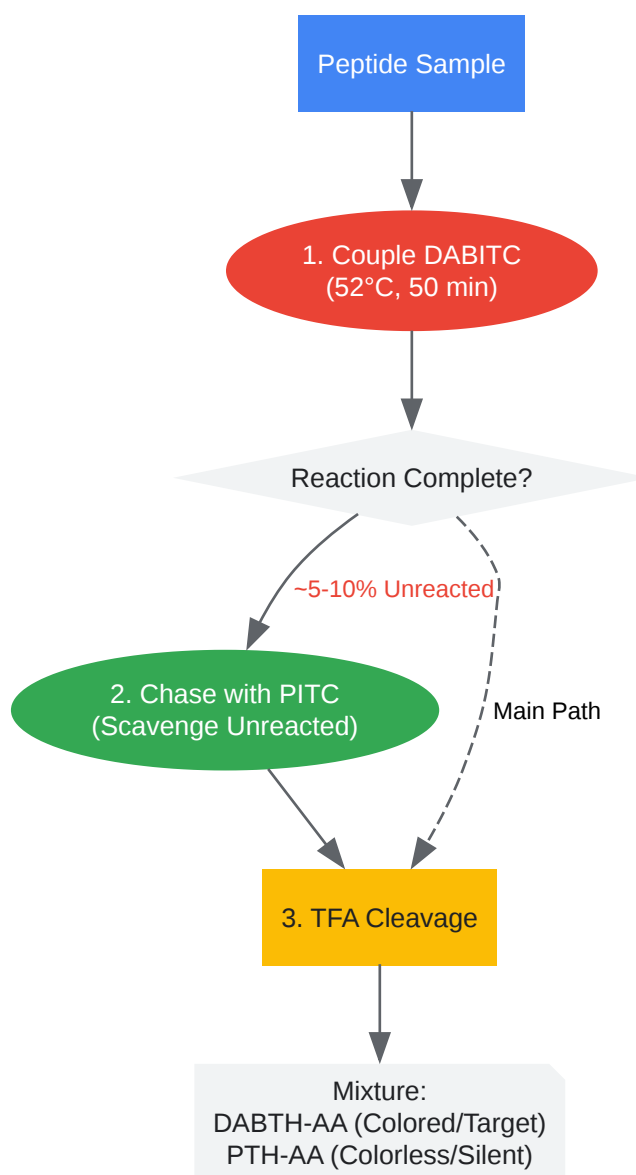 Peptide Sample
1. Couple DABITC
(52°C, 50 min)
Reaction Complete?
~5-10% Unreacted
2. Chase with PITC
(Scavenge Unreacted)
Main Path
3. TFA Cleavage
Mixture:
DABTH-AA (Colored/Target)
PTH-AA (Colorless/Silent)